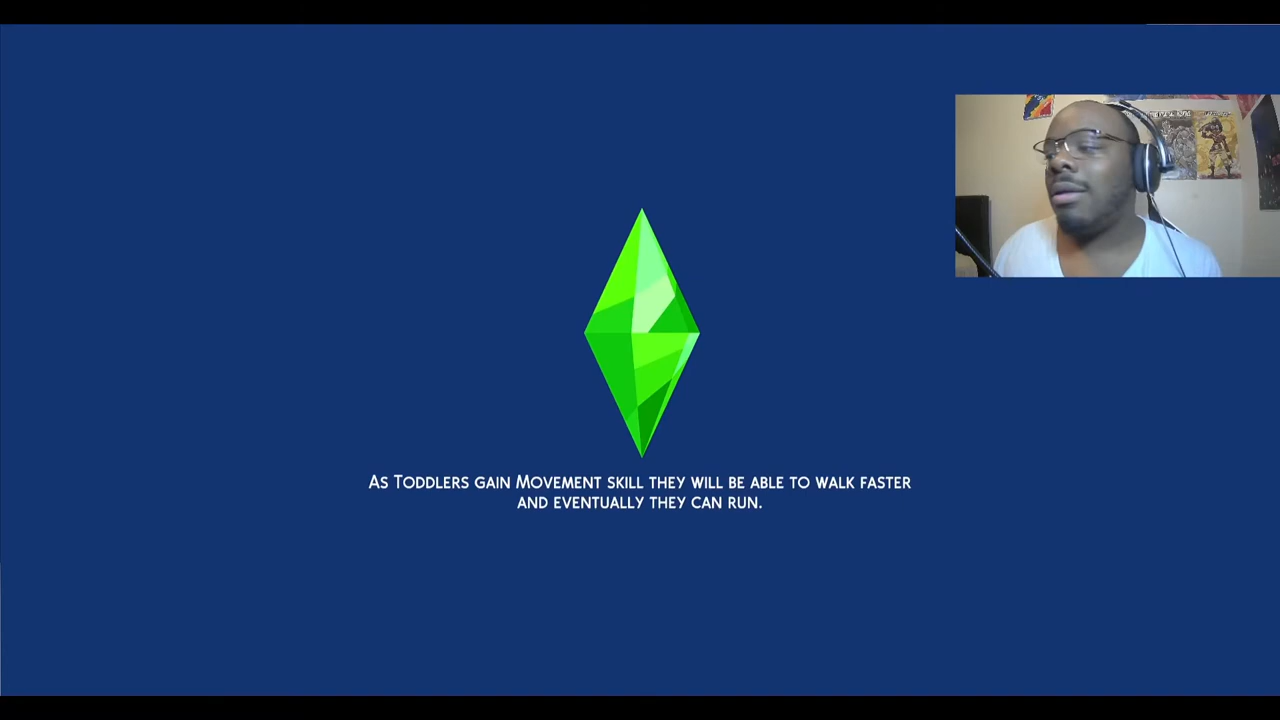 As Toddlers gain Movement skill they will be able to walk faster
and eventually they can run.